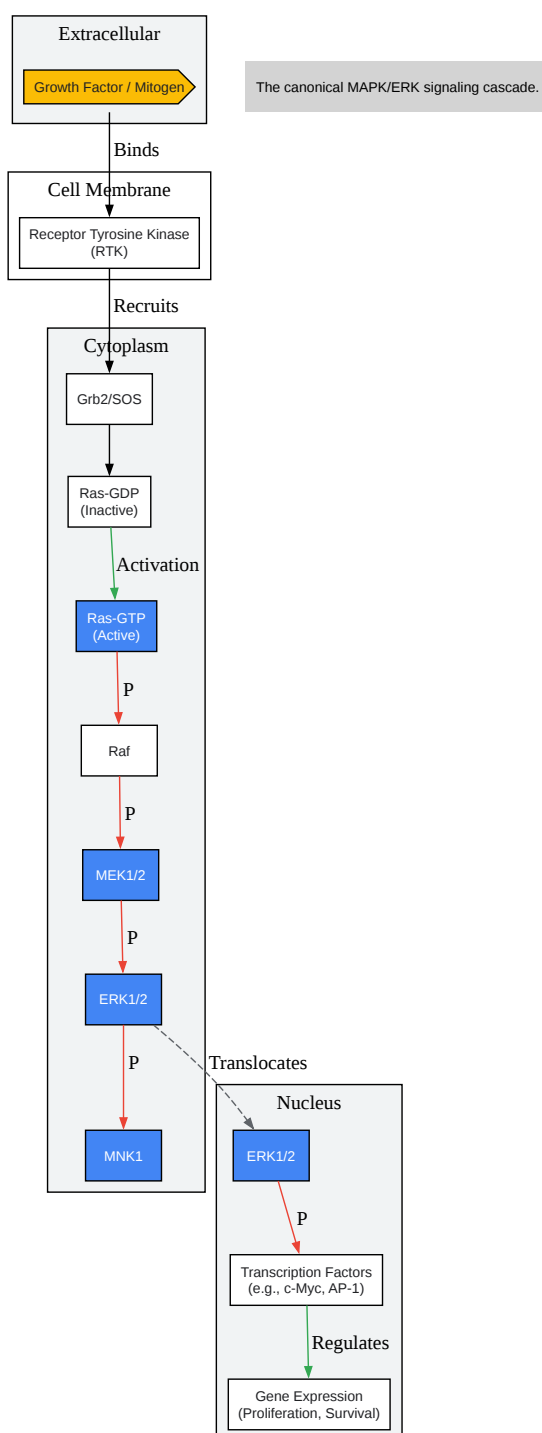 Extracellular
Growth Factor / Mitogen
The canonical MAPK/ERK signaling cascade.
Binds
Cell Membrane
Receptor Tyrosine Kinase
(RTK)
Recruits
Cytoplasm
Grb2/SOS
Ras-GDP
(Inactive)
Activation
Ras-GTP
(Active)
P
Raf
P
MEK1/2
P
ERK1/2
P
Translocates
Nucleus
MNK1
ERK1/2
P
Transcription Factors
(e.g., c-Myc, AP-1)
Regulates
Gene Expression
(Proliferation, Survival)